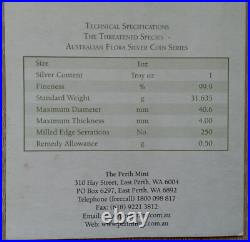 Technical Specifications
The Threatened Species -
Australian Flora Silver Coin Series
Size 1oz
Silver Content Troy oz 1
Fineness % 99.9
Standard Weight g 31.635
Maximum Diameter mm 40.6
Maximum Thickness mm 4.00
Milled Edge Serrations No. 250
Remedy Allowance g 0.50
The Perth Mint
310 Hay Street, East Perth, WA 6004
PO Box 6297, East Perth, WA 6892
Telephone (freecall) 1800 098 817
Fax: (618) 9221 3812